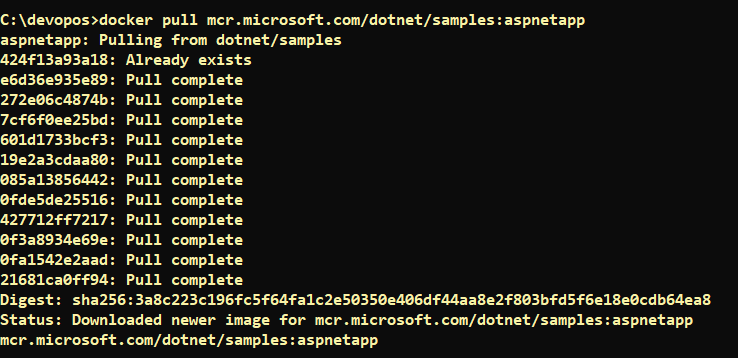 C:\devopos>docker pull mcr.microsoft.com/dotnet/samples:aspnetapp
aspnetapp: Pulling from dotnet/samples
424f13a93a18: Already exists
e6d36e935e89: Pull complete
272e06c4874b: Pull complete
7cf6f0ee25bd: Pull complete
601d1733bcf3: Pull complete
19e2a3cdaa80: Pull complete
085a13856442: Pull complete
0fde5de25516: Pull complete
427712ff7217: Pull complete
0f3a8934e69e: Pull complete
0fa1542e2aad: Pull complete
21681ca0ff94: Pull complete
Digest: sha256:3a8c223c196fc5f64fa1c2e50350e406df44aa8e2f803bfd5f6e18e0cdb64ea8
Status: Downloaded newer image for mcr.microsoft.com/dotnet/samples:aspnetapp
mcr.microsoft.com/dotnet/samples:aspnetapp